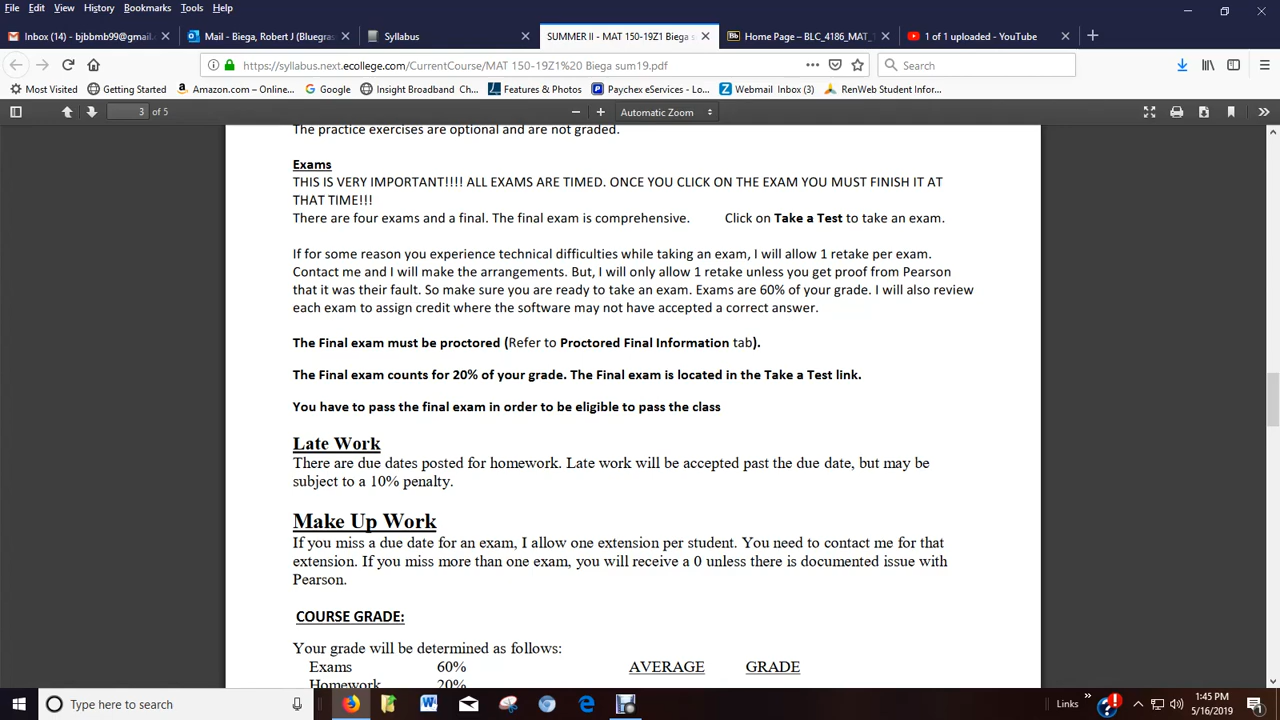 File Edit View History Bookmarks Tools Help
Inbox (14) - bjbbmb99@gmail.c
Mail - Biega, Robert J (Bluegras
Syllabus
SUMMER II - MAT 150-19Z1 Biega s
Home Page – BLC_4186_MAT_
1 of 1 uploaded - YouTube
https://syllabus.next.ecollege.com/CurrentCourse/MAT 150-19Z1%20 Biega sum19.pdf
Search
Most Visited
Getting Started
Amazon.com – Onlin...
Google
Insight Broadband Ch...
Features & Photos
Paychex eServices - Lo...
Webmail Inbox (3)
RenWeb Student Infor...
3 of 5
Automatic Zoom
The practice exercises are optional and are not graded.
Exams
THIS IS VERY IMPORTANT!!!! ALL EXAMS ARE TIMED. ONCE YOU CLICK ON THE EXAM YOU MUST FINISH IT AT
THAT TIME!!!
There are four exams and a final. The final exam is comprehensive. Click on Take a Test to take an exam.
If for some reason you experience technical difficulties while taking an exam, I will allow 1 retake per exam.
Contact me and I will make the arrangements. But, I will only allow 1 retake unless you get proof from Pearson
that it was their fault. So make sure you are ready to take an exam. Exams are 60% of your grade. I will also review
each exam to assign credit where the software may not have accepted a correct answer.
The Final exam must be proctored (Refer to Proctored Final Information tab).
The Final exam counts for 20% of your grade. The Final exam is located in the Take a Test link.
You have to pass the final exam in order to be eligible to pass the class
Late Work
There are due dates posted for homework. Late work will be accepted past the due date, but may be
subject to a 10% penalty.
Make Up Work
If you miss a due date for an exam, I allow one extension per student. You need to contact me for that
extension. If you miss more than one exam, you will receive a 0 unless there is documented issue with
Pearson.
COURSE GRADE:
Your grade will be determined as follows:
Exams 60% AVERAGE GRADE
Homework 20%
Type here to search
Links
1:45 PM
5/16/2019